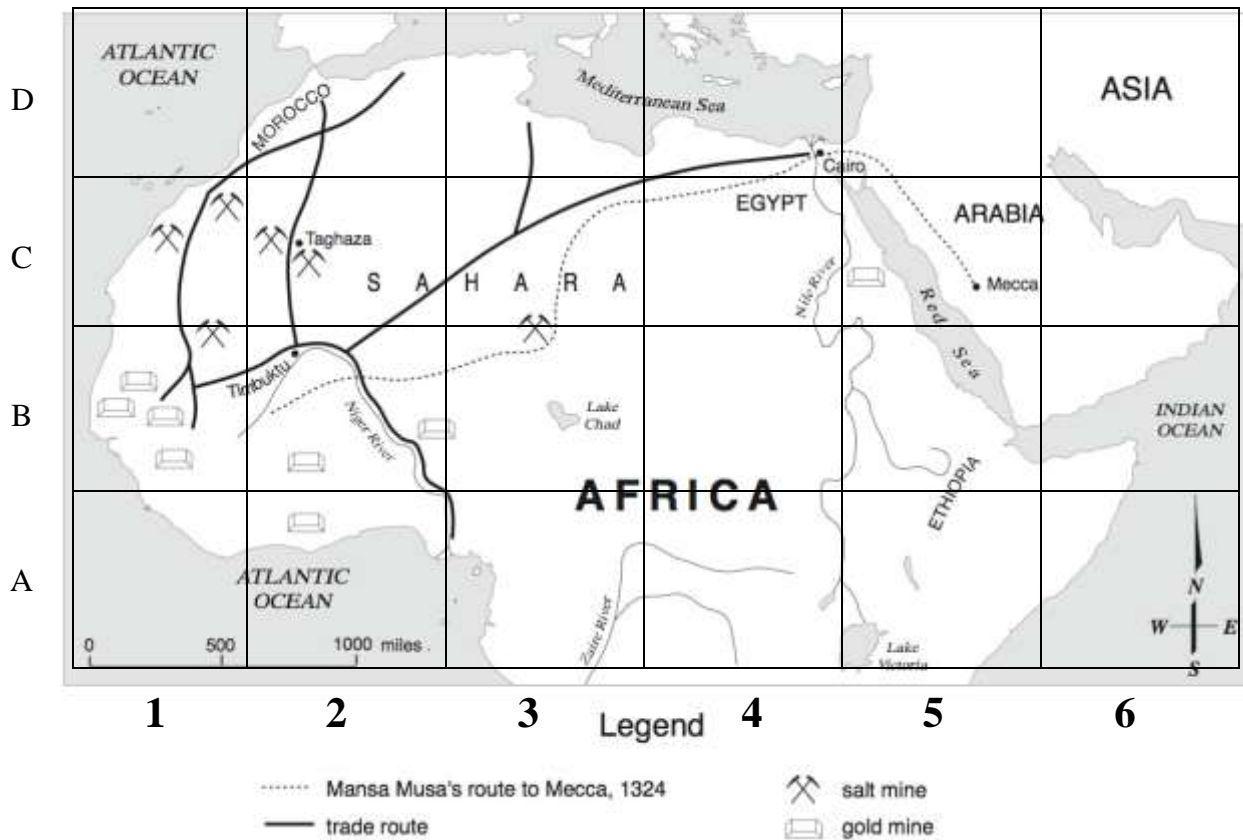 ATLANTIC
OCEAN
Mediterranean Sea
ASIA
D
MOROCCO
Cairo
EGYPT
ARABIA
Taghaza
C
S A H A R A
Nile River
Red
Sea
Mecca
Timbuktu
B
Niger River
Lake
Chad
INDIAN
OCEAN
AFRICA
ETHIOPIA
A
ATLANTIC
OCEAN
Zaire River
N
W E
S
0 500 1000 miles .
Lake
Victoria
1 2 3 4 5 6
Legend
Mansa Musa's route to Mecca, 1324
salt mine
trade route
gold mine